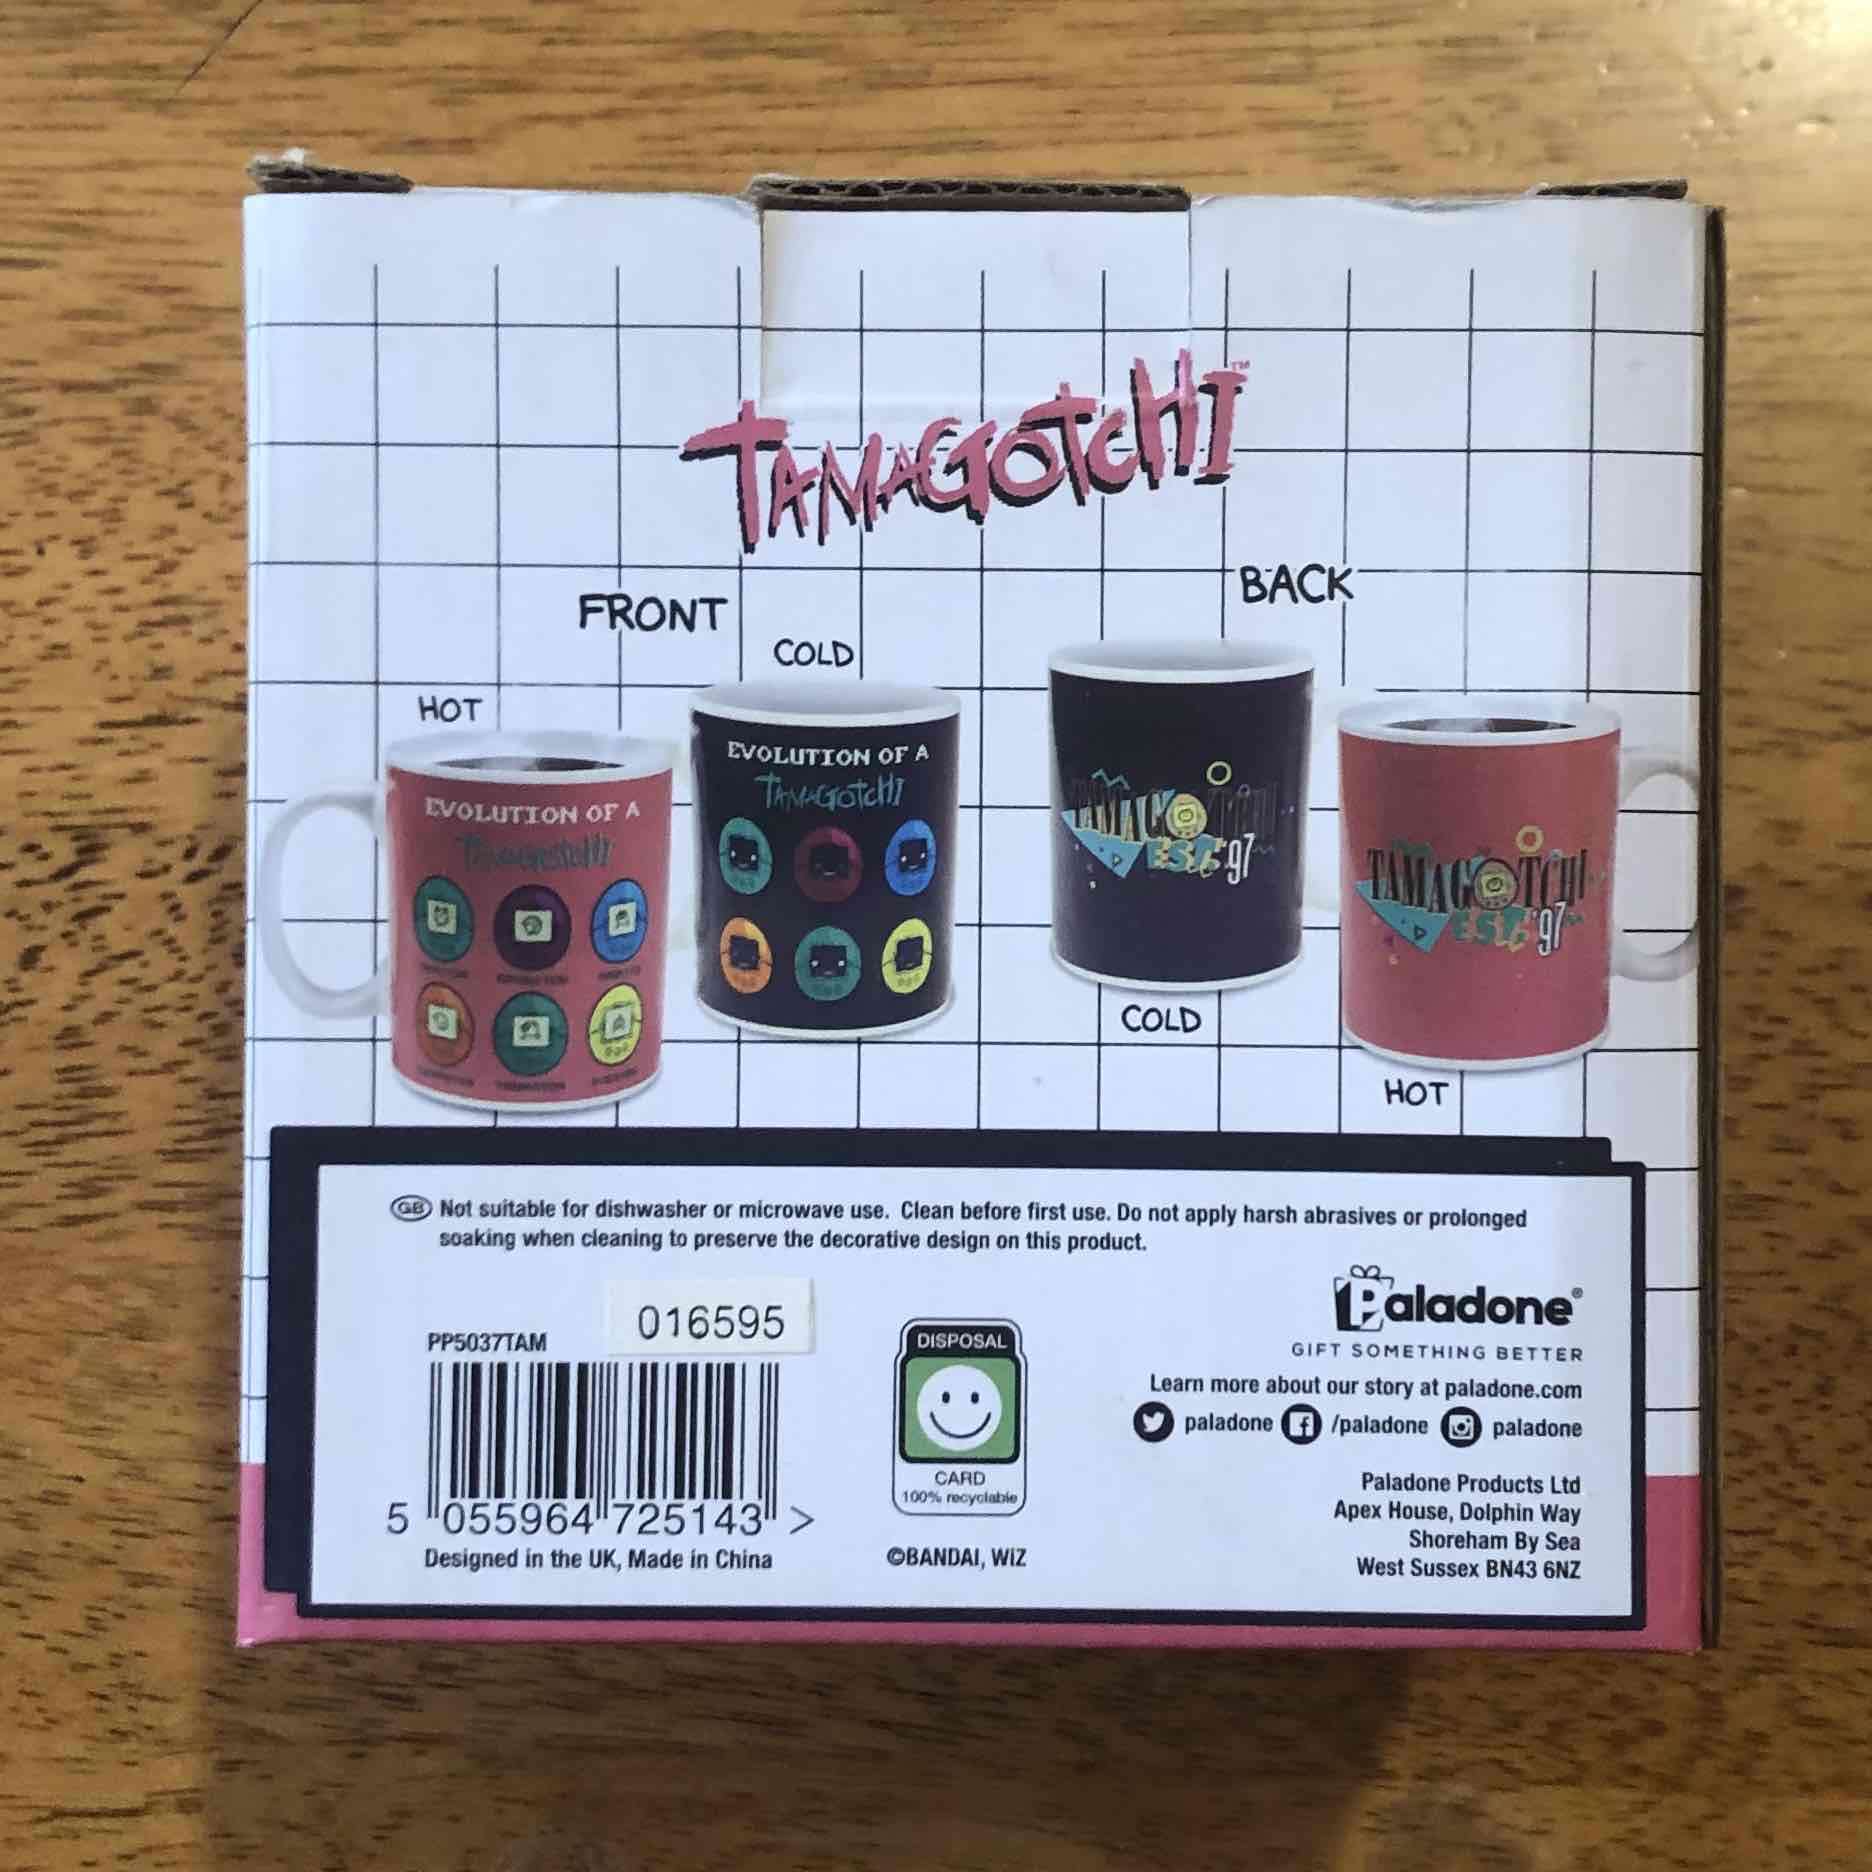 TAMAGOTCHI™
FRONT
BACK
HOT
COLD
COLD
HOT
EVOLUTION OF A
Tamagotchi
EVOLUTION OF A
TAMAGOTCHI
TAMAGOTCHI
EST '97
TAMAGOTCHI
EST '97
GB Not suitable for dishwasher or microwave use. Clean before first use. Do not apply harsh abrasives or prolonged
soaking when cleaning to preserve the decorative design on this product.
PP5037TAM
016595
5 055964 725143 >
Designed in the UK, Made in China
DISPOSAL
CARD
100% recyclable
©BANDAI, WiZ
Paladone®
GIFT SOMETHING BETTER
Learn more about our story at paladone.com
paladone /paladone paladone
Paladone Products Ltd
Apex House, Dolphin Way
Shoreham By Sea
West Sussex BN43 6NZ